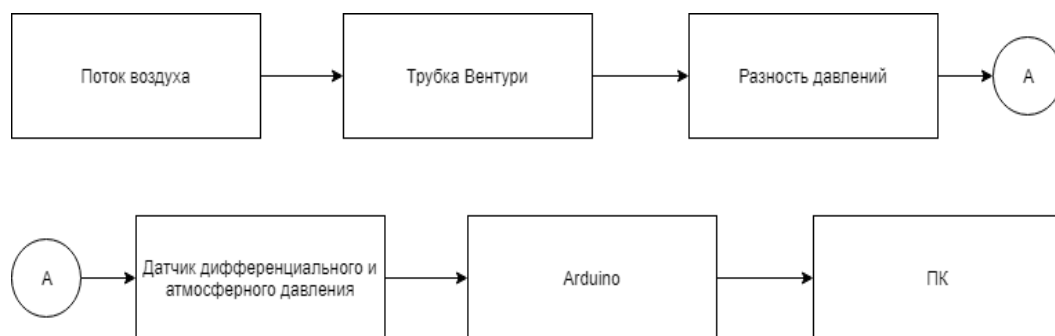 Поток воздуха
Трубка Вентури
Разность давлений
А
А
Датчик дифференциального и
атмосферного давления
Arduino
ПК